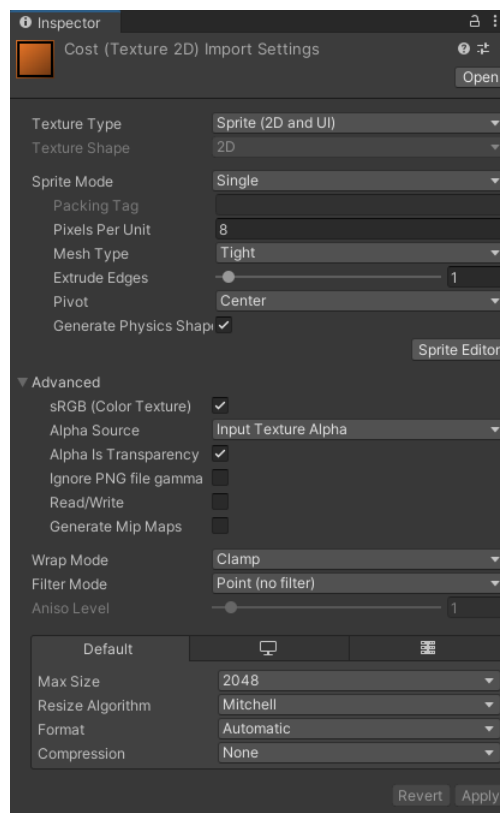 Inspector
Cost (Texture 2D) Import Settings
Open
Texture Type Sprite (2D and UI)
Texture Shape 2D
Sprite Mode Single
Packing Tag
Pixels Per Unit 8
Mesh Type Tight
Extrude Edges 1
Pivot Center
Generate Physics Shap
Sprite Editor
Advanced
sRGB (Color Texture)
Alpha Source Input Texture Alpha
Alpha Is Transparency
Ignore PNG file gamma
Read/Write
Generate Mip Maps
Wrap Mode Clamp
Filter Mode Point (no filter)
Aniso Level 1
Default
Max Size 2048
Resize Algorithm Mitchell
Format Automatic
Compression None
Revert Apply